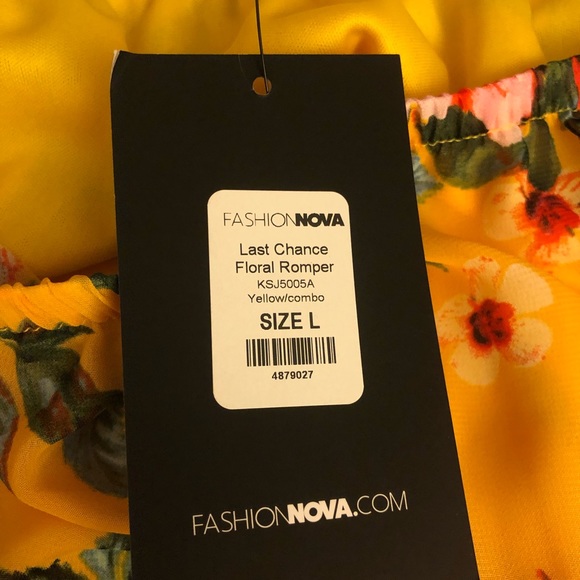 FASHIONNOVA
Last Chance
Floral Romper
KSJ5005A
Yellow/combo
SIZE L
4879027
FASHIONNOVA.COM